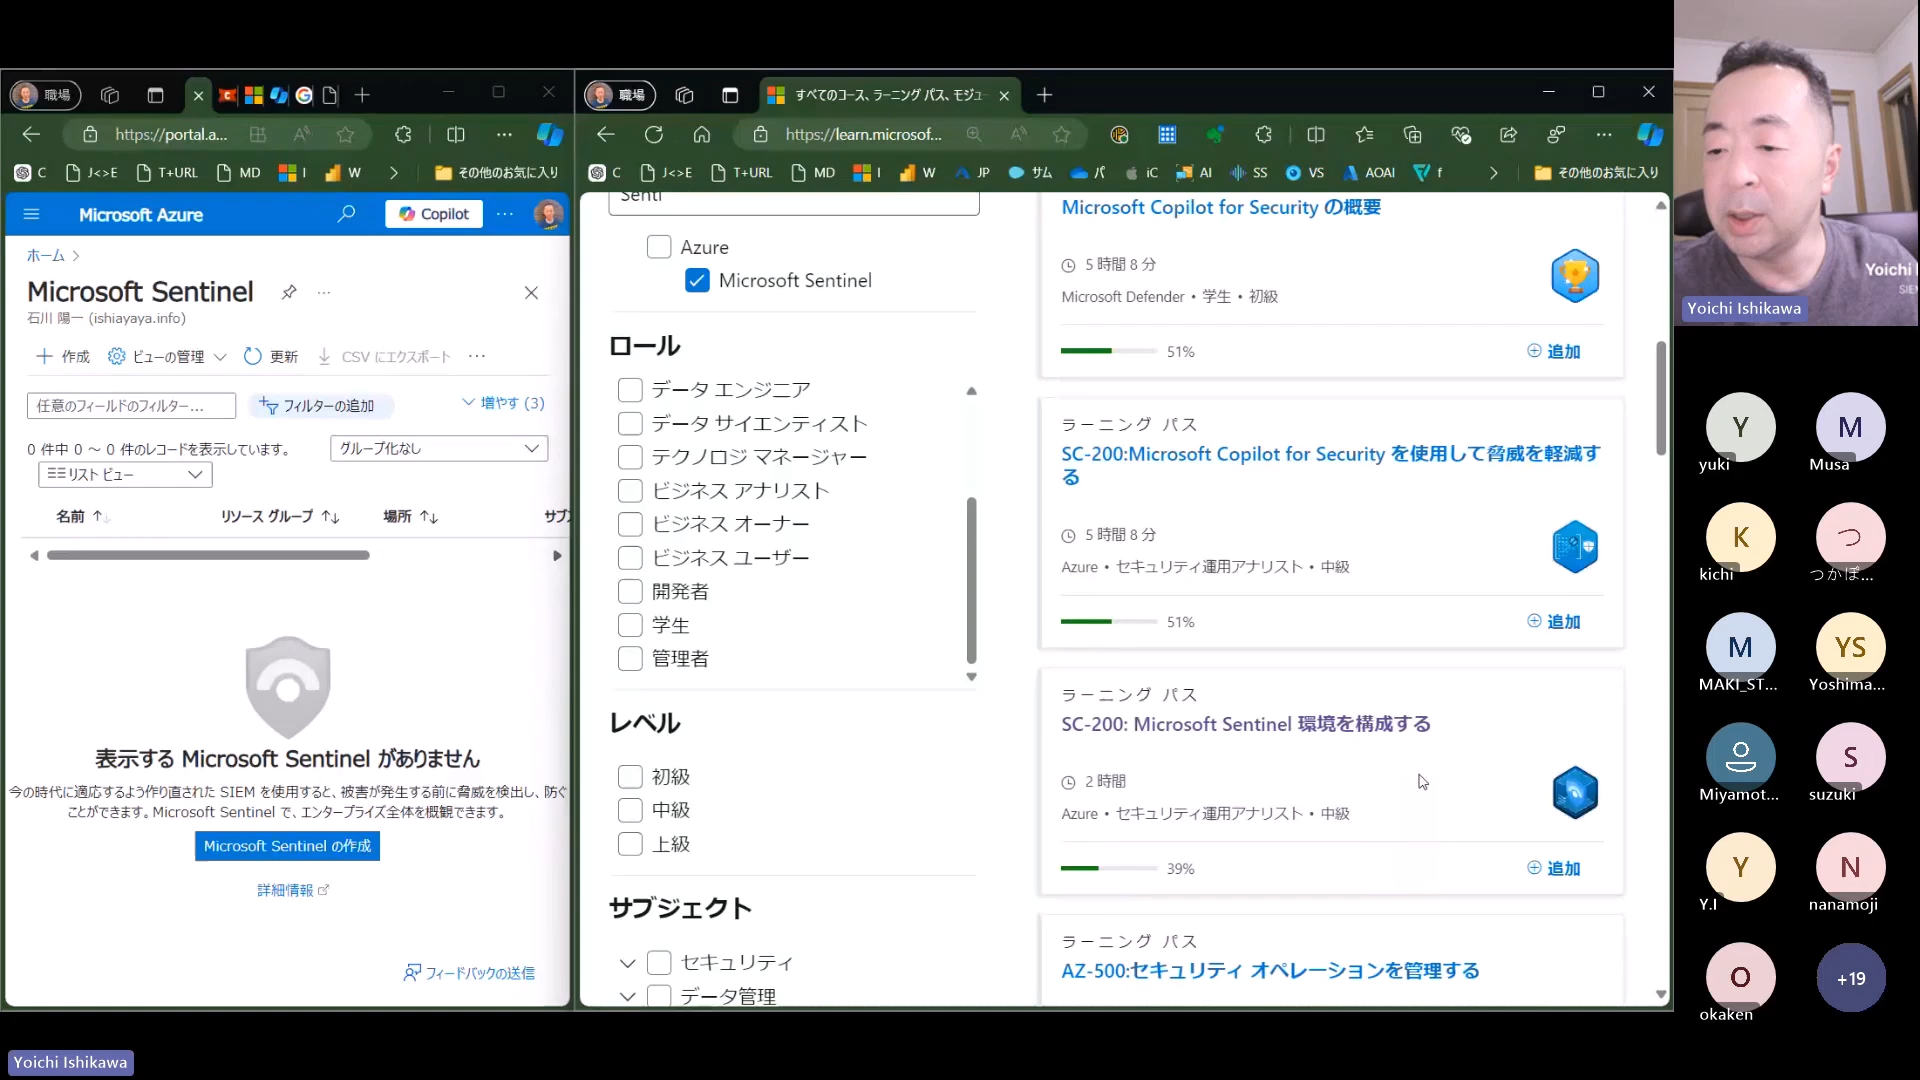 職場
https://portal.a...
C
J<>E
T+URL
MD
I
W
その他のお気に入り
Microsoft Azure
Copilot
ホーム
Microsoft Sentinel
石川 陽一 (ishiayaya.info)
作成
ビューの管理
更新
CSV にエクスポート
任意のフィールドのフィルター...
フィルターの追加
増やす (3)
0 件中 0 ～ 0 件のレコードを表示しています。
グループ化なし
リスト ビュー
名前
リソース グループ
場所
表示する Microsoft Sentinel がありません
今の時代に適応するよう作り直された SIEM を使用すると、被害が発生する前に脅威を検出し、防ぐ
ことができます。Microsoft Sentinel で、エンタープライズ全体を概観できます。
Microsoft Sentinel の作成
詳細情報
フィードバックの送信
職場
すべてのコース、ラーニング パス、モジュ
https://learn.microsof...
C
J<>E
T+URL
MD
I
W
JP
サム
パ
iC
AI
SS
VS
AOAI
f
その他のお気に入り
Senti
Azure
Microsoft Sentinel
ロール
データ エンジニア
データ サイエンティスト
テクノロジ マネージャー
ビジネス アナリスト
ビジネス オーナー
ビジネス ユーザー
開発者
学生
管理者
レベル
初級
中級
上級
サブジェクト
セキュリティ
データ管理
Microsoft Copilot for Security の概要
5 時間 8 分
Microsoft Defender • 学生 • 初級
51%
追加
ラーニング パス
SC-200:Microsoft Copilot for Security を使用して脅威を軽減す
る
5 時間 8 分
Azure • セキュリティ運用アナリスト • 中級
51%
追加
ラーニング パス
SC-200: Microsoft Sentinel 環境を構成する
2 時間
Azure • セキュリティ運用アナリスト • 中級
39%
追加
ラーニング パス
AZ-500:セキュリティ オペレーションを管理する
Yoichi
Yoichi Ishikawa
Y
yuki
M
Musa
K
kichi
つ
つかぽ...
M
MAKI_ST...
YS
Yoshima...
Miyamot...
S
suzuki
Y
Y.I
N
nanamoji
O
okaken
+19
Yoichi Ishikawa